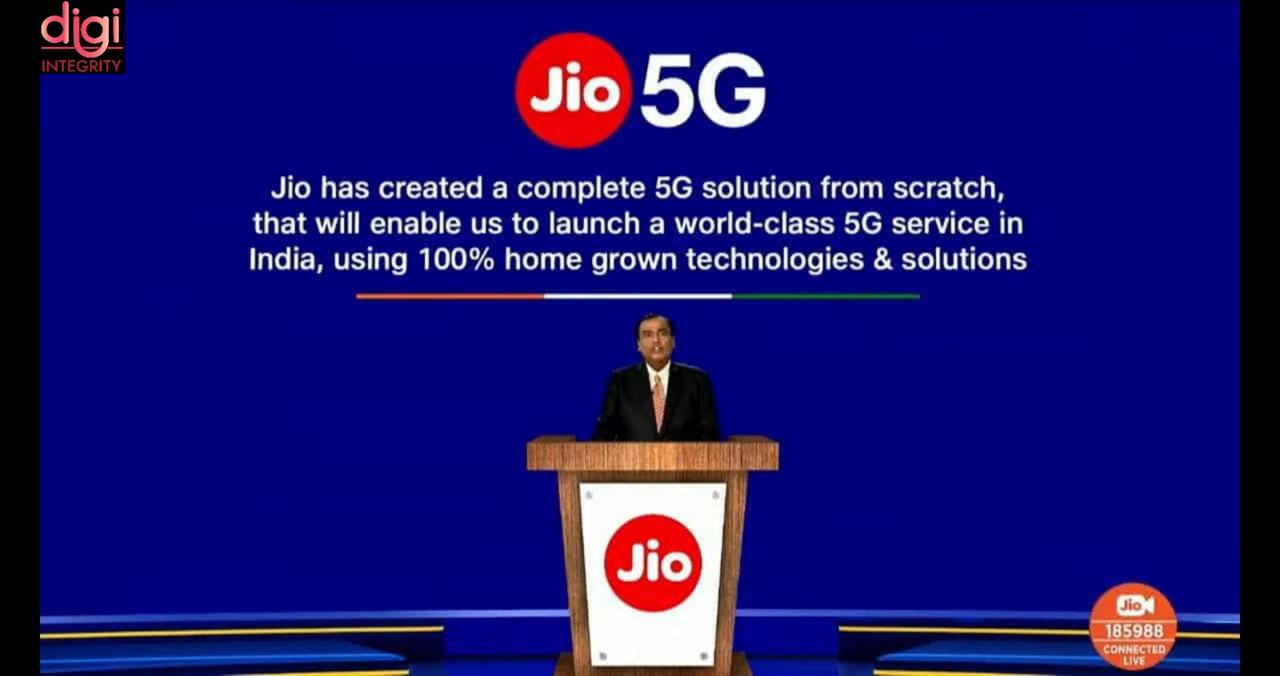 digi
INTEGRITY
Jio 5G
Jio has created a complete 5G solution from scratch,
that will enable us to launch a world-class 5G service in
India, using 100% home grown technologies & solutions
Jio
Jio
185988
CONNECTED
LIVE